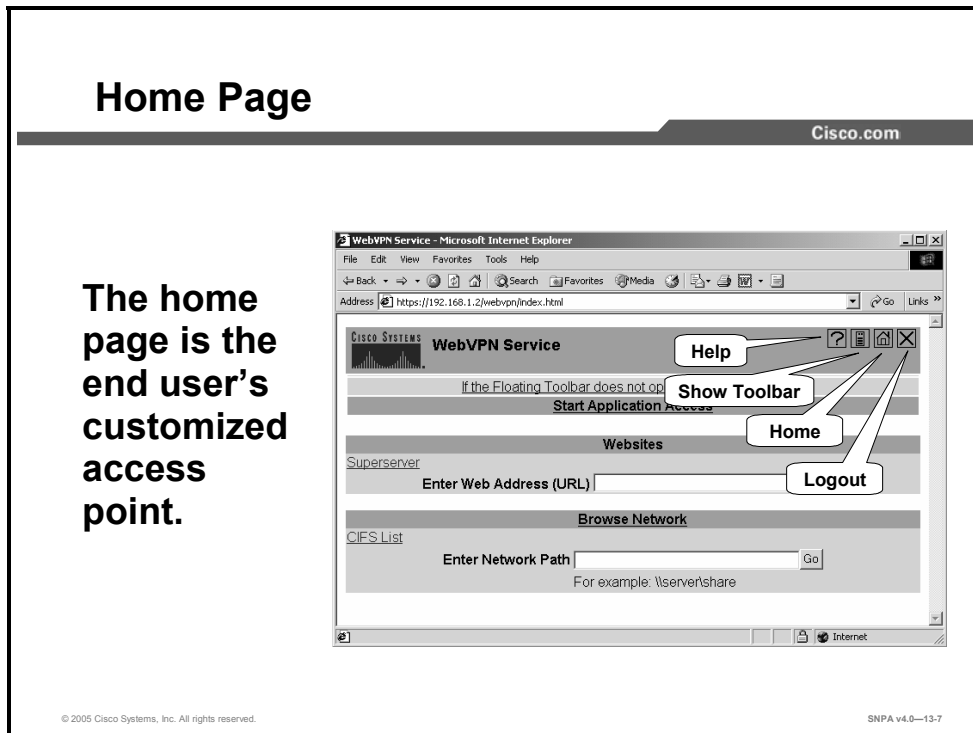 Home Page
Cisco.com
The home
page is the
end user's
customized
access
point.
WebVPN Service - Microsoft Internet Explorer
File Edit View Favorites Tools Help
Back Search Favorites Media
Address https://192.168.1.2/webvpn/index.html Go Links »
CISCO SYSTEMS WebVPN Service
Help
If the Floating Toolbar does not op
Show Toolbar
Start Application Access
Home
Websites
Superserver
Logout
Enter Web Address (URL)
Browse Network
CIFS List
Enter Network Path Go
For example: \\server\share
Internet
© 2005 Cisco Systems, Inc. All rights reserved.
SNPA v4.0—13-7